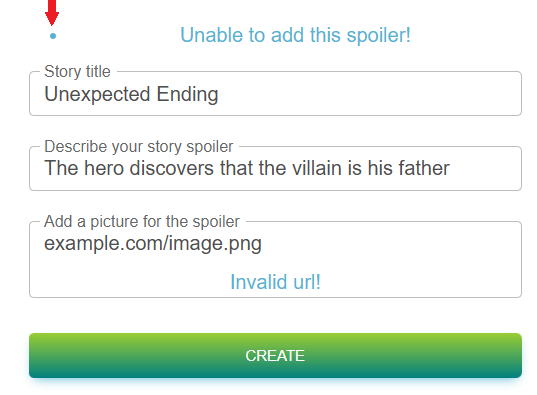 Unable to add this spoiler!
Story title
Unexpected Ending
Describe your story spoiler
The hero discovers that the villain is his father
Add a picture for the spoiler
example.com/image.png
Invalid url!
CREATE